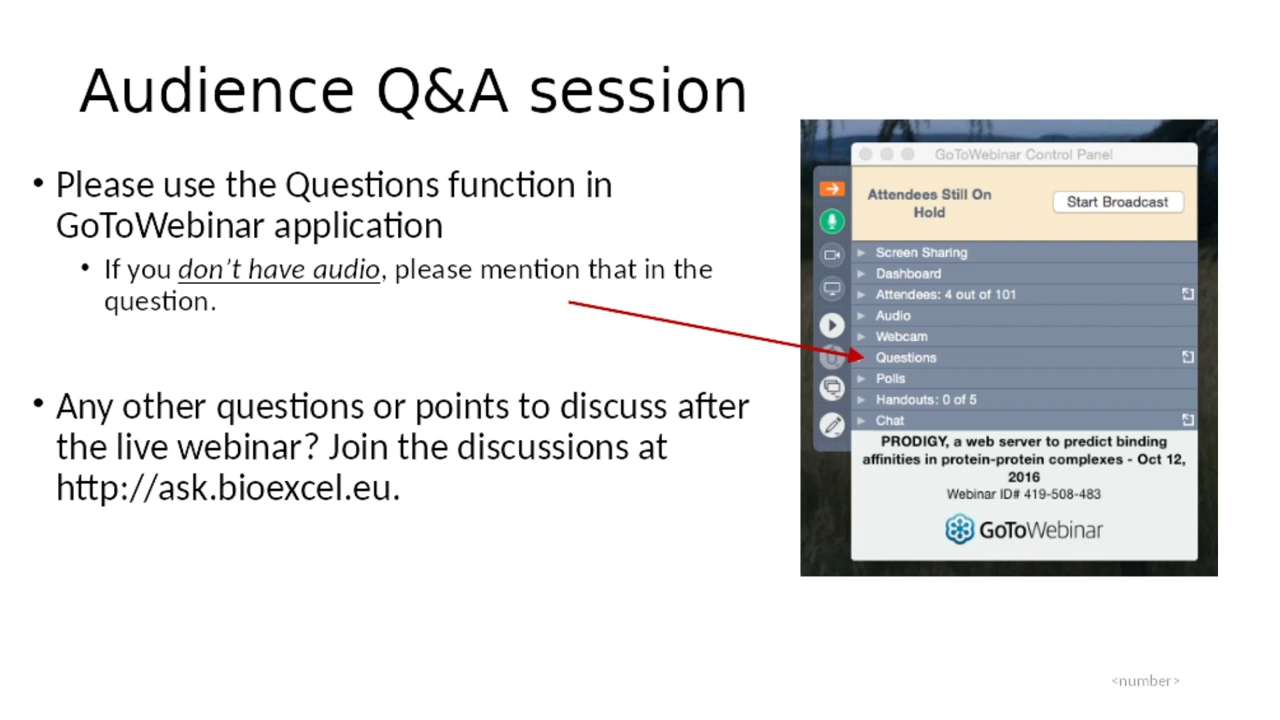 Audience Q&A session
• Please use the Questions function in
GoToWebinar application
• If you don’t have audio, please mention that in the
question.
• Any other questions or points to discuss after
the live webinar? Join the discussions at
http://ask.bioexcel.eu.
GoToWebinar Control Panel
Attendees Still On
Hold
Start Broadcast
Screen Sharing
Dashboard
Attendees: 4 out of 101
Audio
Webcam
Questions
Polls
Handouts: 0 of 5
Chat
PRODIGY, a web server to predict binding
affinities in protein-protein complexes - Oct 12,
2016
Webinar ID# 419-508-483
GoToWebinar
<number>